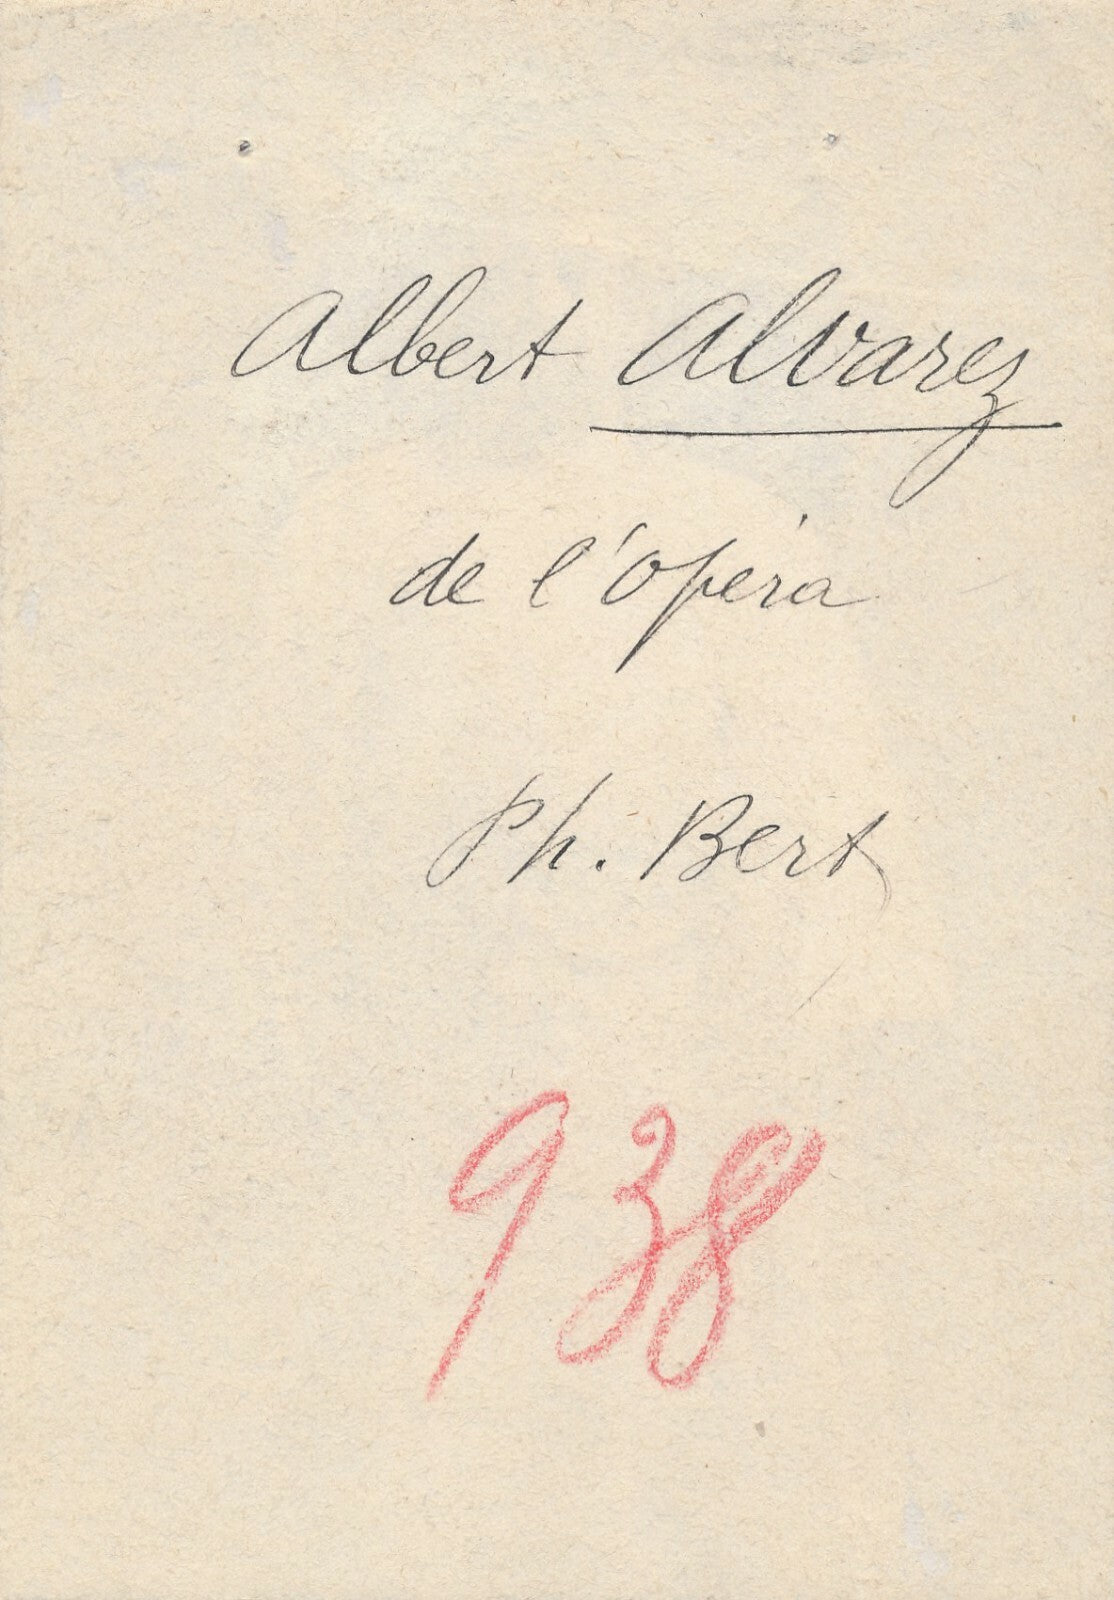 Albert Alvarez
de l'opéra
Ph. Bert
938